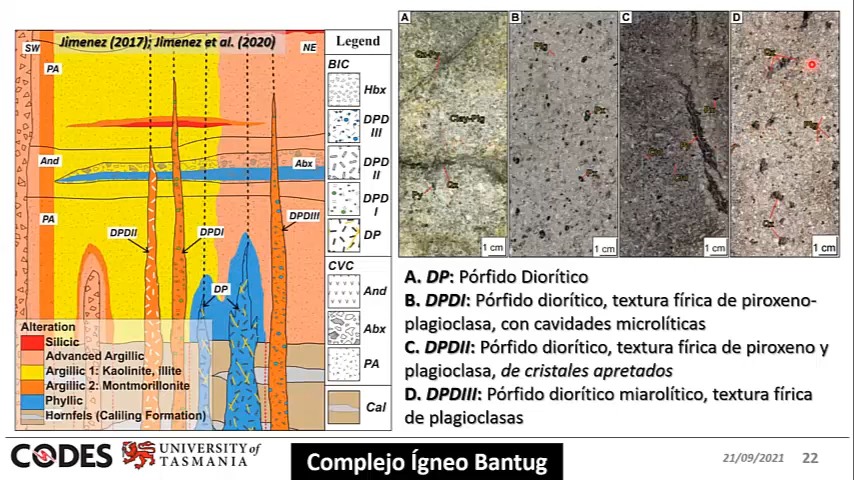 Jimenez (2017); Jimenez et al. (2020)
SW
NE
PA
And
Abx
PA
DPDII
DPDI
DPDIII
DP
Alteration
Silicic
Advanced Argillic
Argillic 1: Kaolinite, illite
Argillic 2: Montmorillonite
Phyllic
Hornfels (Caliling Formation)
Legend
BIC
Hbx
DPD
III
DPD
II
DPD
I
DP
CVC
And
Abx
PA
Cal
A
B
C
D
Clay-Plg
Plg
1 cm
1 cm
1 cm
1 cm
A. DP: Pórfido Diorítico
B. DPDI: Pórfido diorítico, textura fírica de piroxeno-
plagioclasa, con cavidades microlíticas
C. DPDII: Pórfido diorítico, textura fírica de piroxeno y
plagioclasa, de cristales apretados
D. DPDIII: Pórfido diorítico miarolítico, textura fírica
de plagioclasas
CODES
UNIVERSITY of
TASMANIA
Complejo Ígneo Bantug
21/09/2021
22